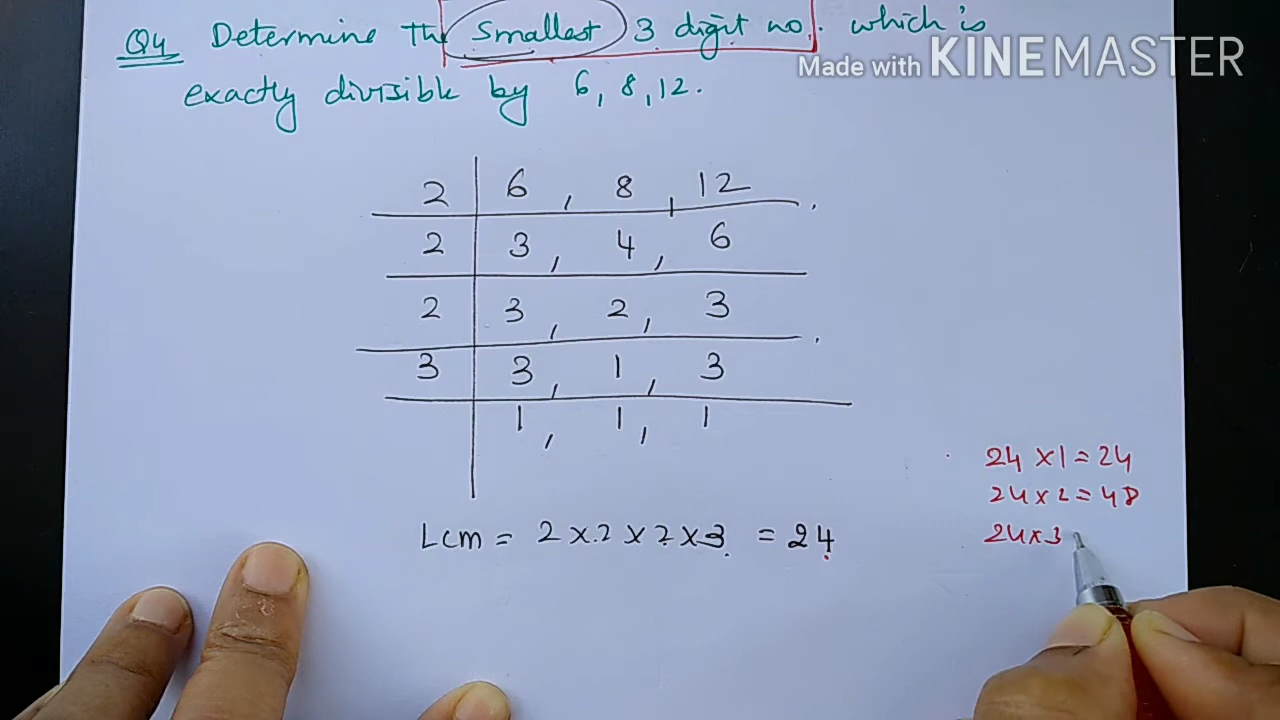 Q4 Determine the smallest 3 digit no. which is
exactly divisible by 6, 8, 12.
Made with KINEMASTER
2 | 6, 8, 12
2 | 3, 4, 6
2 | 3, 2, 3
3 | 3, 1, 3
1, 1, 1
Lcm = 2 × 2 × 2 × 3 = 24
24 × 1 = 24
24 × 2 = 48
24 × 3